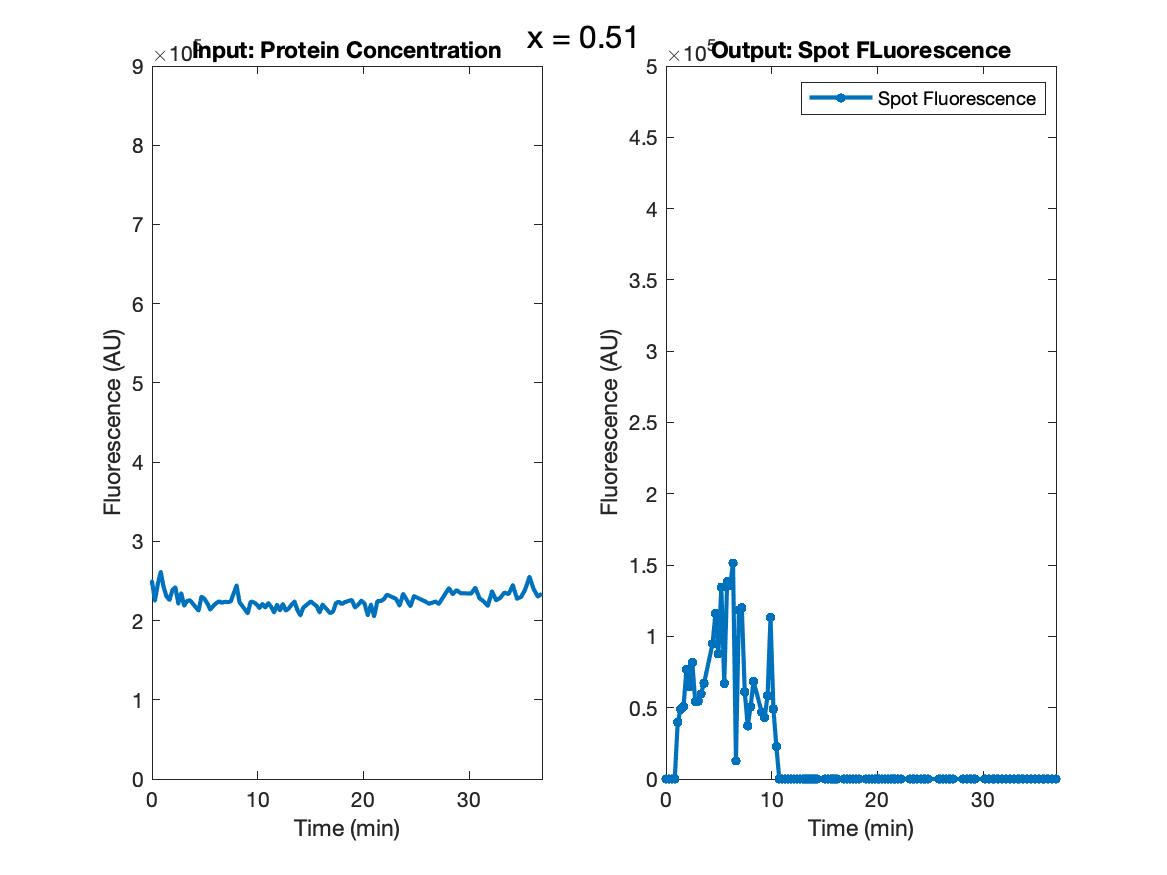 x = 0.51
×10⁵
Input: Protein Concentration
9
8
7
6
5
4
3
2
1
0
Fluorescence (AU)
0 10 20 30
Time (min)
×10⁵
Output: Spot FLuorescence
Spot Fluorescence
5
4.5
4
3.5
3
2.5
2
1.5
1
0.5
0
Fluorescence (AU)
0 10 20 30
Time (min)